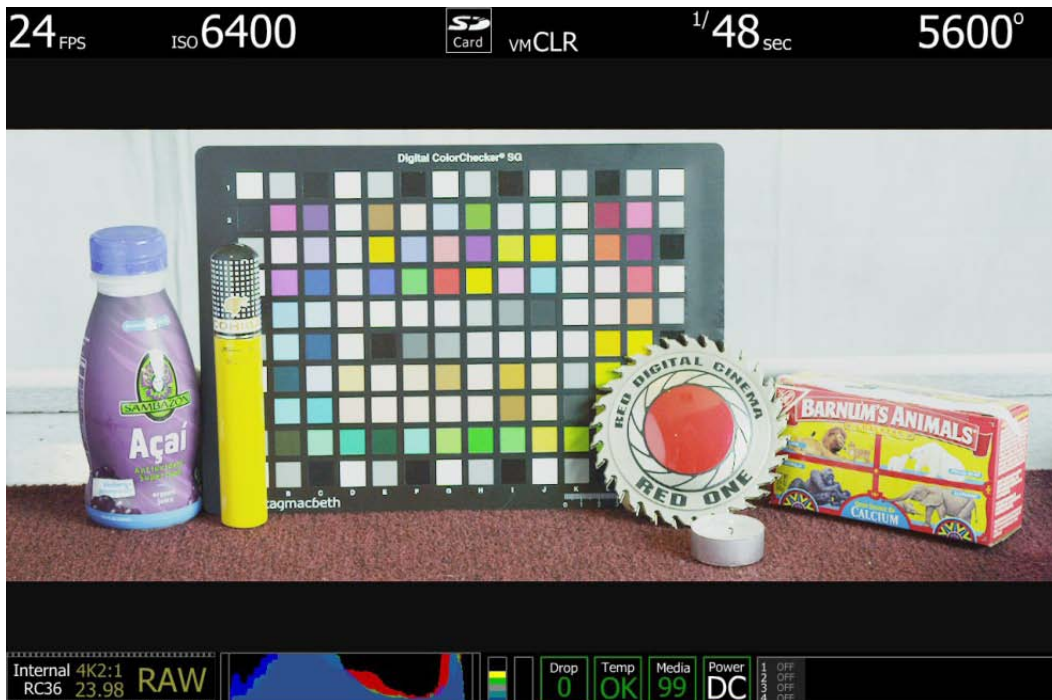 24 FPS ISO 6400 SD Card VM CLR 1/48 sec 5600°
Digital ColorChecker® SG
1
2
COHIBA
SAMBAZON
Açaí
B C D E F G H I J K
tagmacbeth
RED DIGITAL CINEMA
RED ONE
BARNUM'S ANIMALS
CALCIUM
Internal 4K2:1 RAW
RC36 23.98
Drop Temp Media Power
0 OK 99 DC
1 OFF
2 OFF
3 OFF
4 OFF